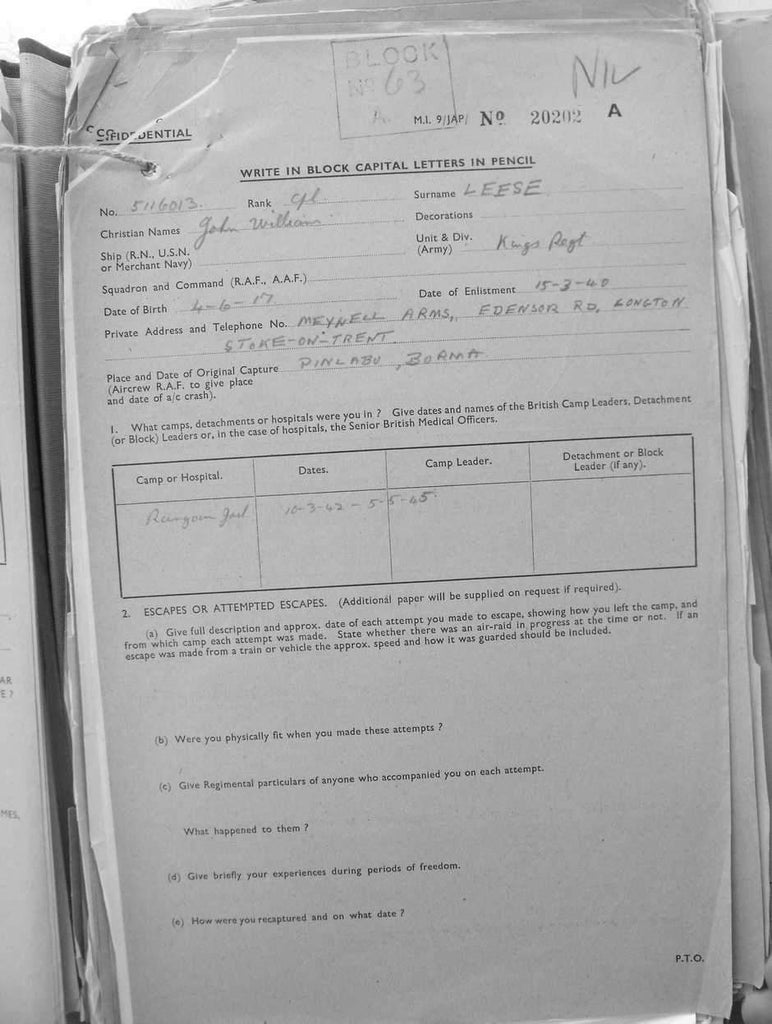 BLOCK
Nº 63
A.
NIL
M.I. 9/JAP/ Nº 20202 A
CONFIDENTIAL
WRITE IN BLOCK CAPITAL LETTERS IN PENCIL
No. 5116013. Rank Cpl. Surname LEESE
Christian Names John William Decorations
Ship (R.N., U.S.N. or Merchant Navy) Unit & Div. (Army) Kings Regt
Squadron and Command (R.A.F., A.A.F.)
Date of Birth 4-6-17 Date of Enlistment 15-3-40
Private Address and Telephone No. MEYNELL ARMS, EDENSOR RD, LONGTON
STOKE-ON-TRENT
Place and Date of Original Capture PINLABU, BORMA
(Aircrew R.A.F. to give place
and date of a/c crash).
1. What camps, detachments or hospitals were you in ? Give dates and names of the British Camp Leaders, Detachment
(or Block) Leaders or, in the case of hospitals, the Senior British Medical Officers.
Camp or Hospital. Dates. Camp Leader. Detachment or Block Leader (if any).
Rangoon Jail 10-3-42 - 5-5-45
2. ESCAPES OR ATTEMPTED ESCAPES. (Additional paper will be supplied on request if required).
(a) Give full description and approx. date of each attempt you made to escape, showing how you left the camp, and
from which camp each attempt was made. State whether there was an air-raid in progress at the time or not. If an
escape was made from a train or vehicle the approx. speed and how it was guarded should be included.
(b) Were you physically fit when you made these attempts ?
(c) Give Regimental particulars of anyone who accompanied you on each attempt.
What happened to them ?
(d) Give briefly your experiences during periods of freedom.
(e) How were you recaptured and on what date ?
P.T.O.
AR
E ?
MES,